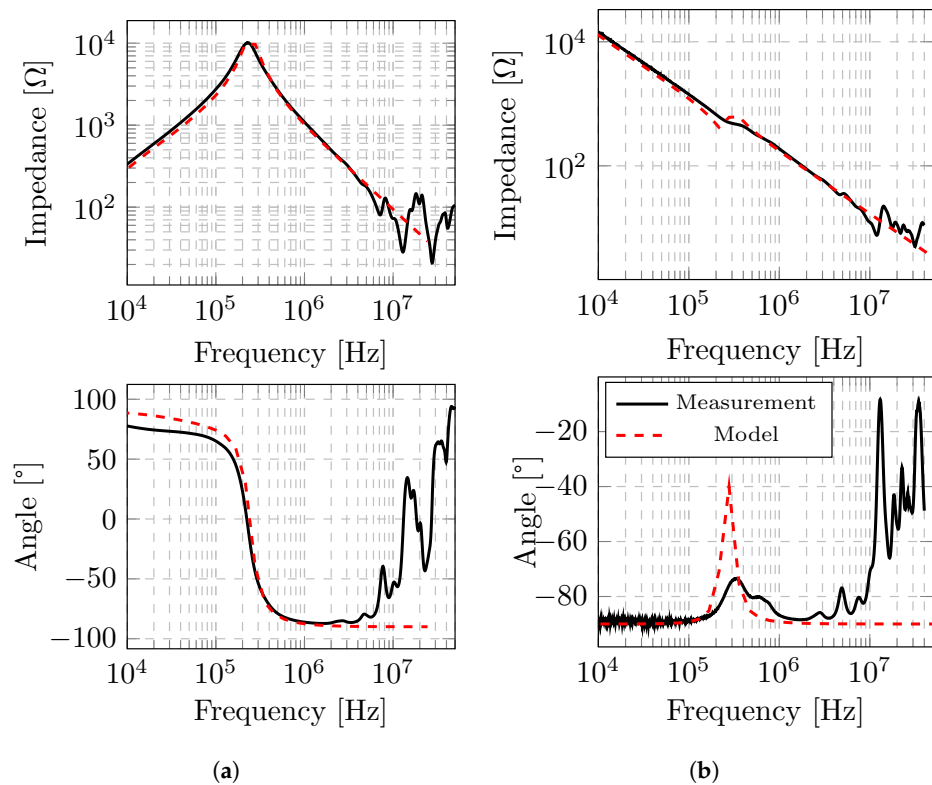 10^4
10^3
10^2
Impedance [Ω]
10^4 10^5 10^6 10^7
Frequency [Hz]
10^4
10^2
Impedance [Ω]
10^4 10^5 10^6 10^7
Frequency [Hz]
100
50
0
−50
−100
Angle [°]
10^4 10^5 10^6 10^7
Frequency [Hz]
Measurement
Model
−20
−40
−60
−80
Angle [°]
10^4 10^5 10^6 10^7
Frequency [Hz]
(a) (b)